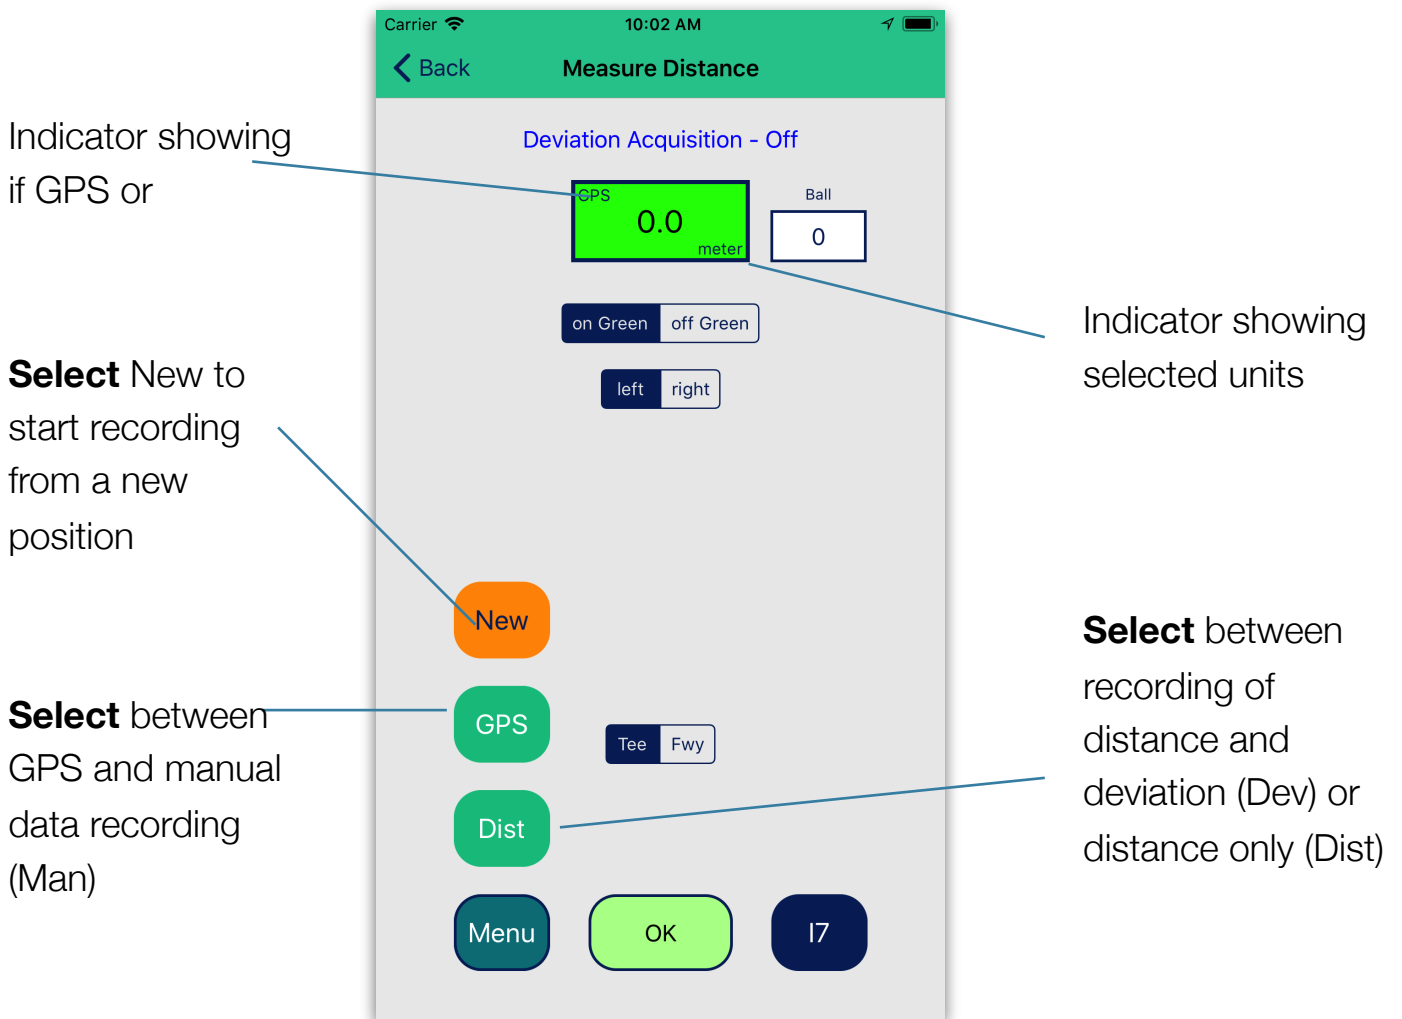 Carrier 10:02 AM
Back Measure Distance
Deviation Acquisition - Off
Indicator showing
if GPS or
GPS
0.0
meter
Ball
0
on Green off Green
left right
Indicator showing
selected units
Select New to
start recording
from a new
position
New
Select between
GPS and manual
data recording
(Man)
GPS
Tee Fwy
Dist
Select between
recording of
distance and
deviation (Dev) or
distance only (Dist)
Menu OK I7